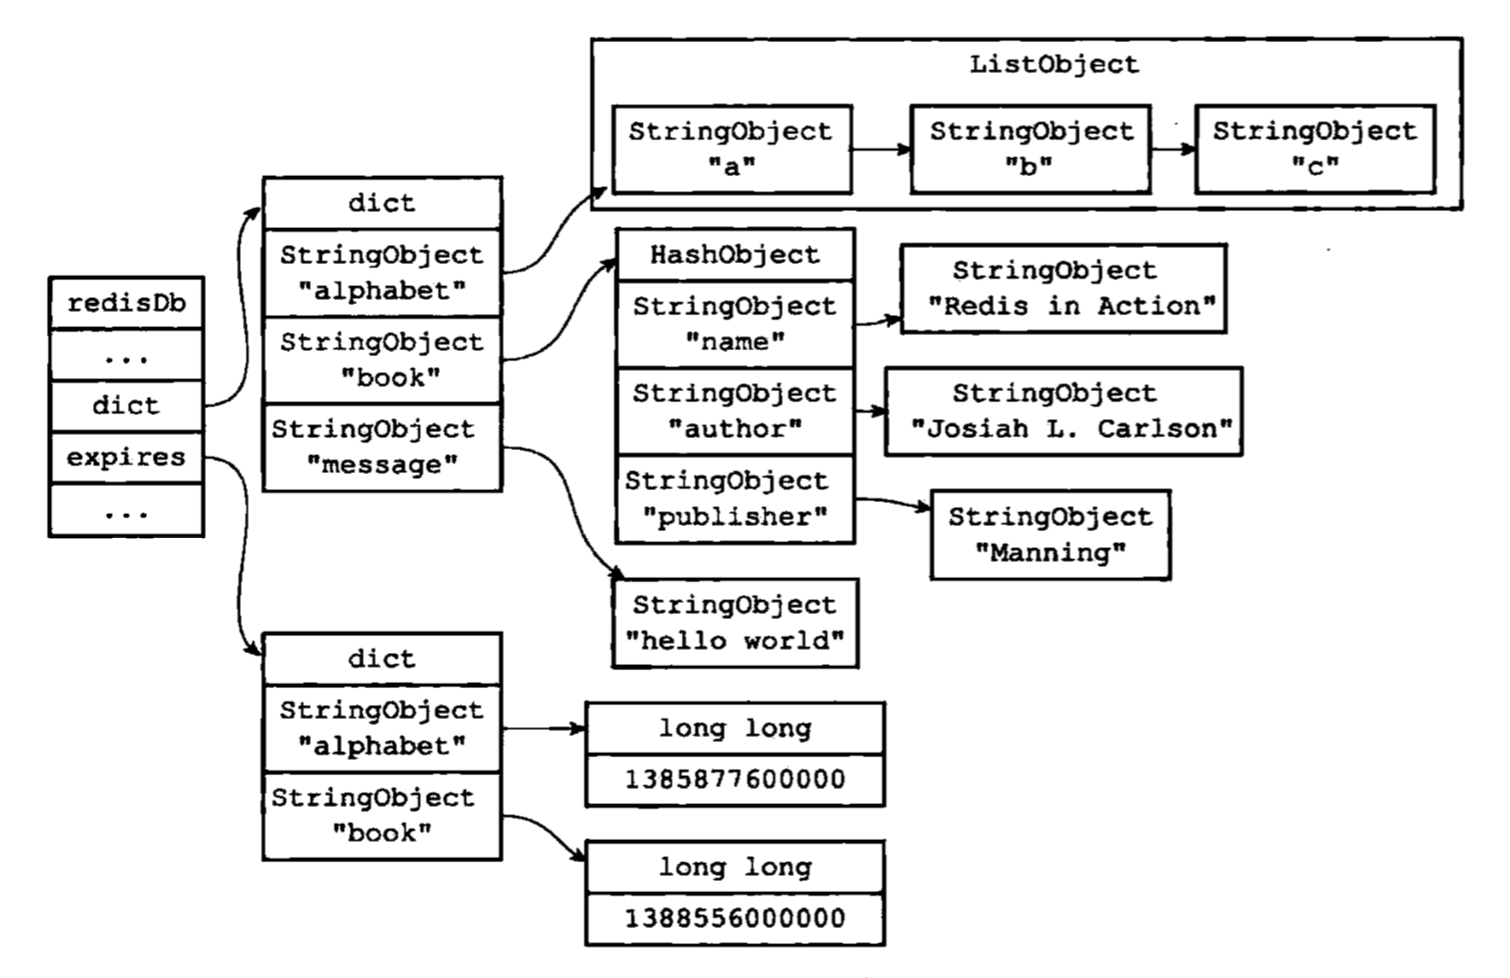 redisDb
...
dict
expires
...
dict
StringObject
"alphabet"
StringObject
"book"
StringObject
"message"
ListObject
StringObject
"a"
StringObject
"b"
StringObject
"c"
HashObject
StringObject
"name"
StringObject
"author"
StringObject
"publisher"
StringObject
"Redis in Action"
StringObject
"Josiah L. Carlson"
StringObject
"Manning"
StringObject
"hello world"
dict
StringObject
"alphabet"
StringObject
"book"
long long
1385877600000
long long
1388556000000